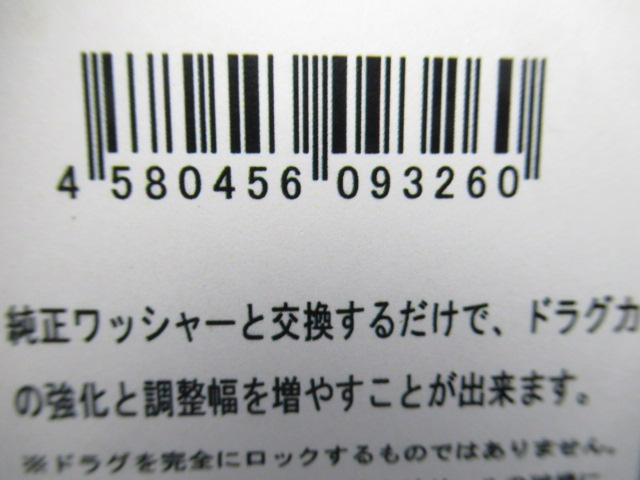 4 580456 093260
純正ワッシャーと交換するだけで、ドラグカ
の強化と調整幅を増やすことが出来ます。
※ドラグを完全にロックするものではありません。